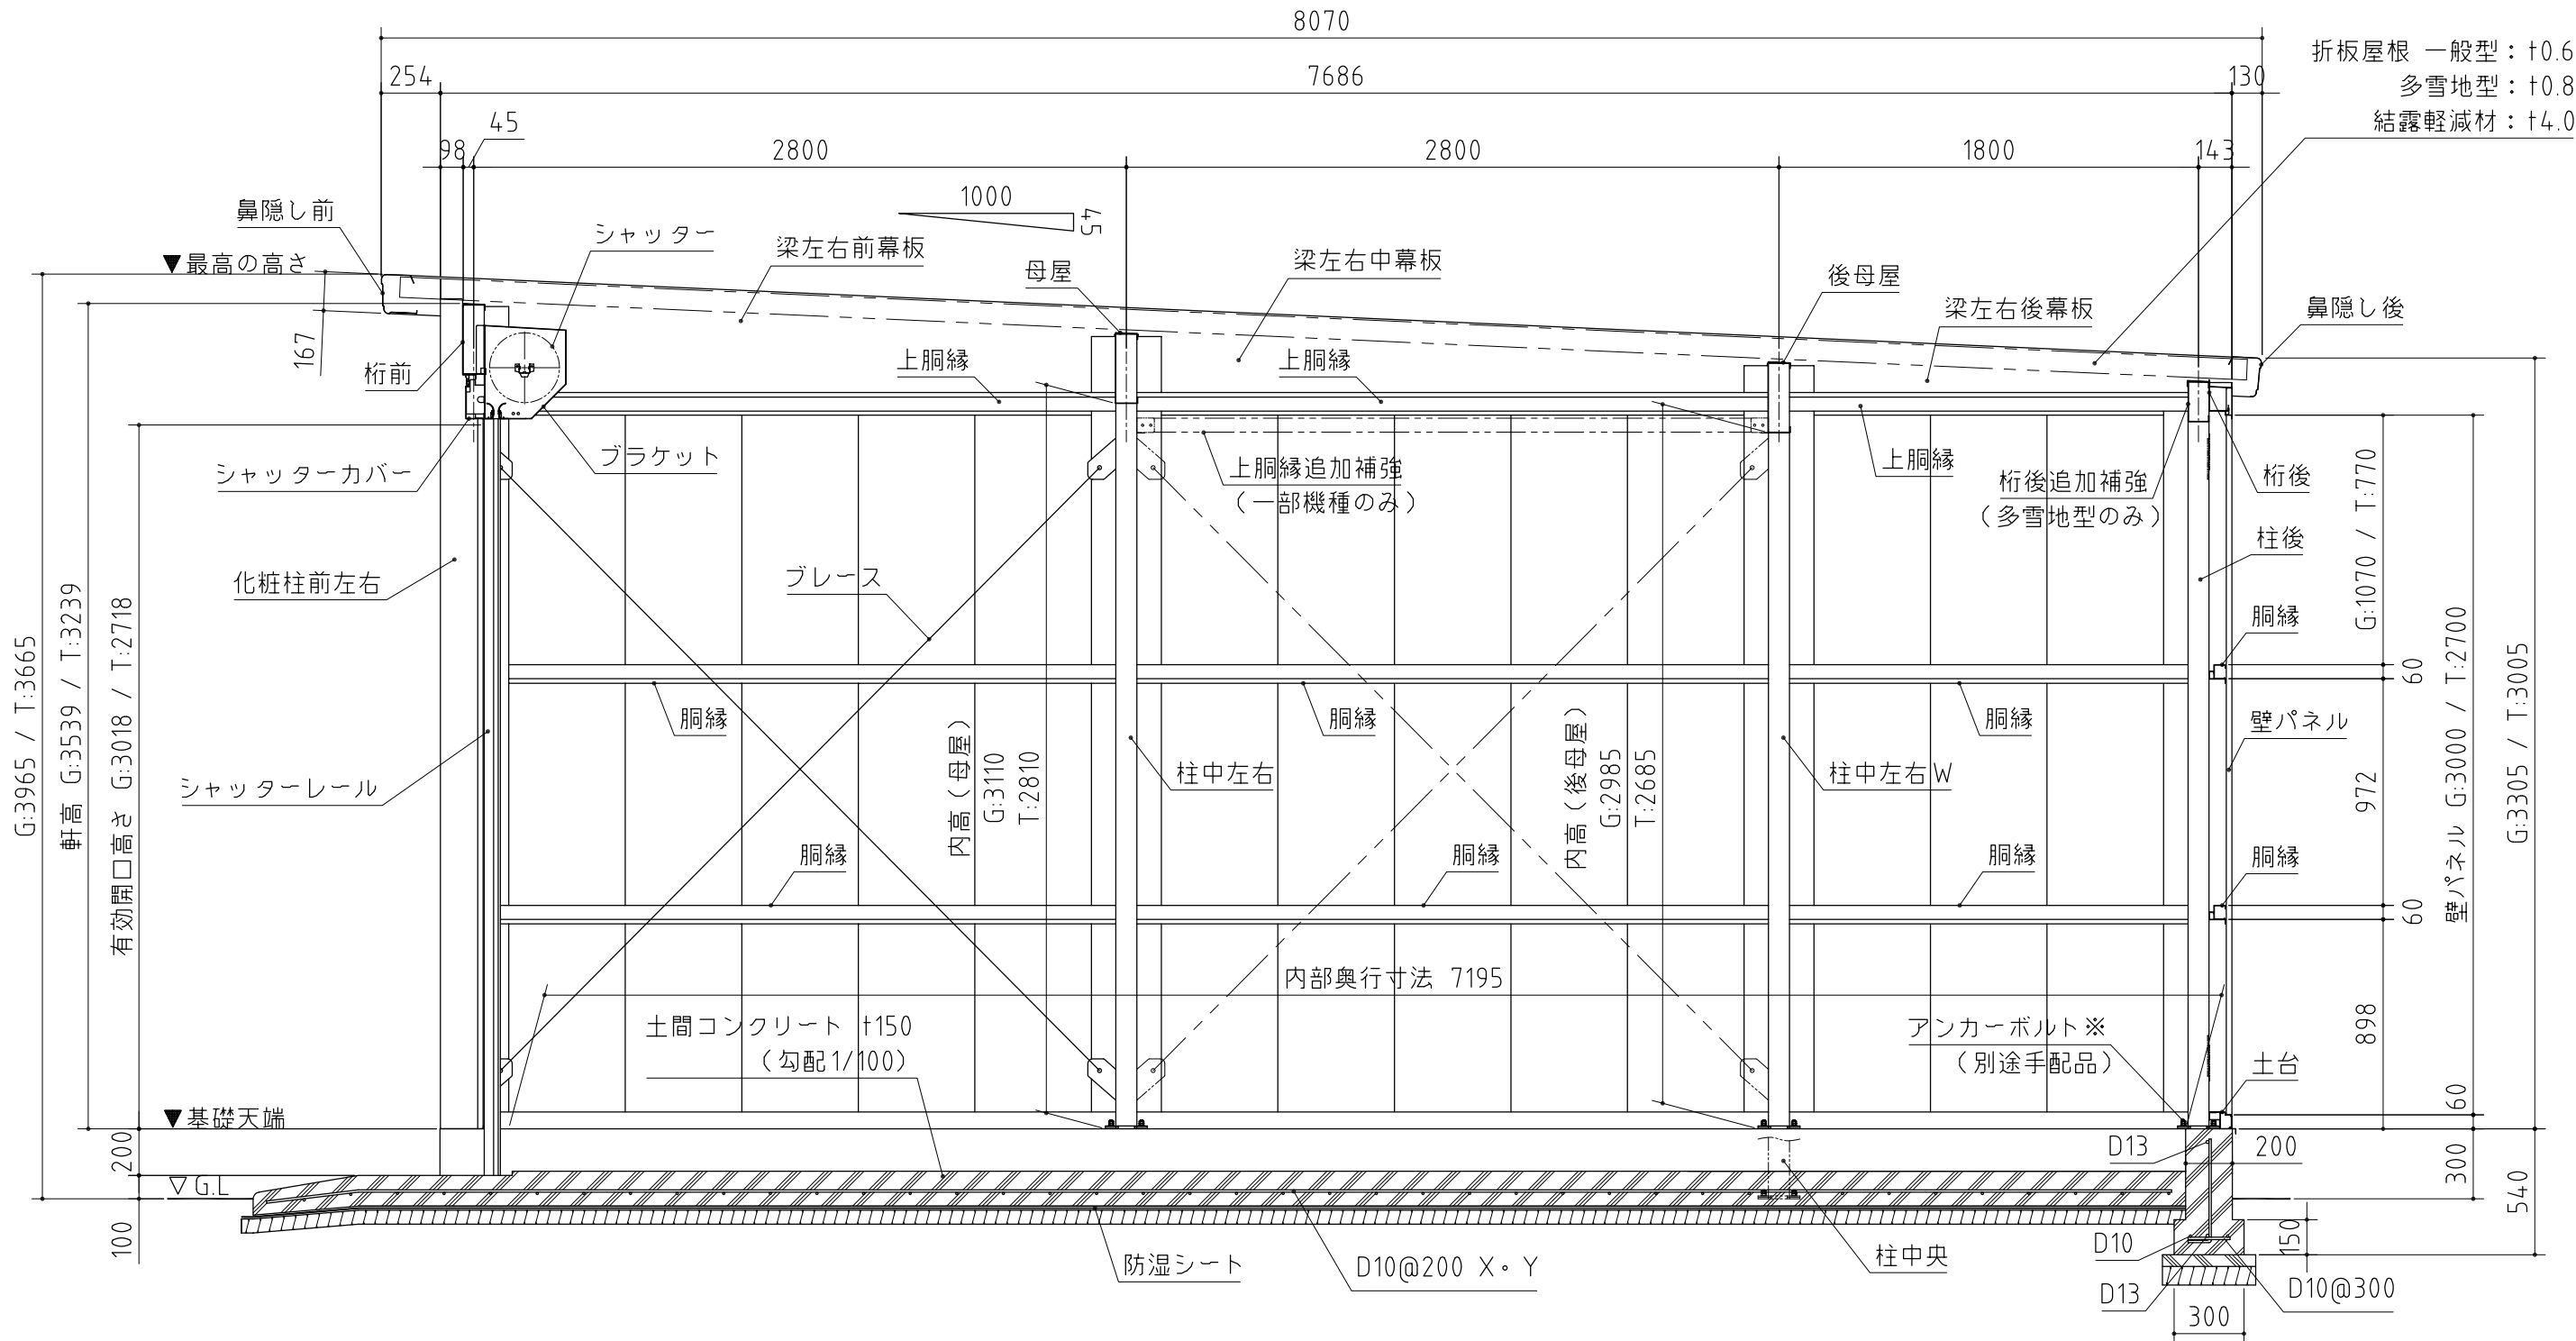 8070
折板屋根 一般型：t0.6
254
7686
130
多雪地型：t0.8
45
結露軽減材：t4.0
98
2800
2800
1800
143
1000
45
鼻隠し前
シャッター
梁左右前幕板
母屋
梁左右中幕板
後母屋
▼最高の高さ
梁左右後幕板
鼻隠し後
167
桁前
上胴縁
上胴縁
シャッターカバー
ブラケット
上胴縁追加補強
（一部機種のみ）
上胴縁
桁後追加補強
（多雪地型のみ）
桁後
柱後
化粧柱前左右
ブレース
胴縁
G:3965 / T:3665
軒高 G:3539 / T:3239
有効開口高さ G:3018 / T:2718
G:1070 / T:770
60
972
60
898
60
壁パネル G:3000 / T:2700
G:3305 / T:3005
胴縁
胴縁
胴縁
壁パネル
シャッターレール
内高（母屋）
G:3110
T:2810
柱中左右
内高（後母屋）
G:2985
T:2685
柱中左右W
胴縁
胴縁
胴縁
胴縁
内部奥行寸法 7195
土間コンクリート t150
（勾配1/100）
アンカーボルト※
（別途手配品）
土台
▼基礎天端
200
▽G.L
100
D13
200
300
540
150
D10
防湿シート
D10@200 X・Y
柱中央
D13
D10@300
300